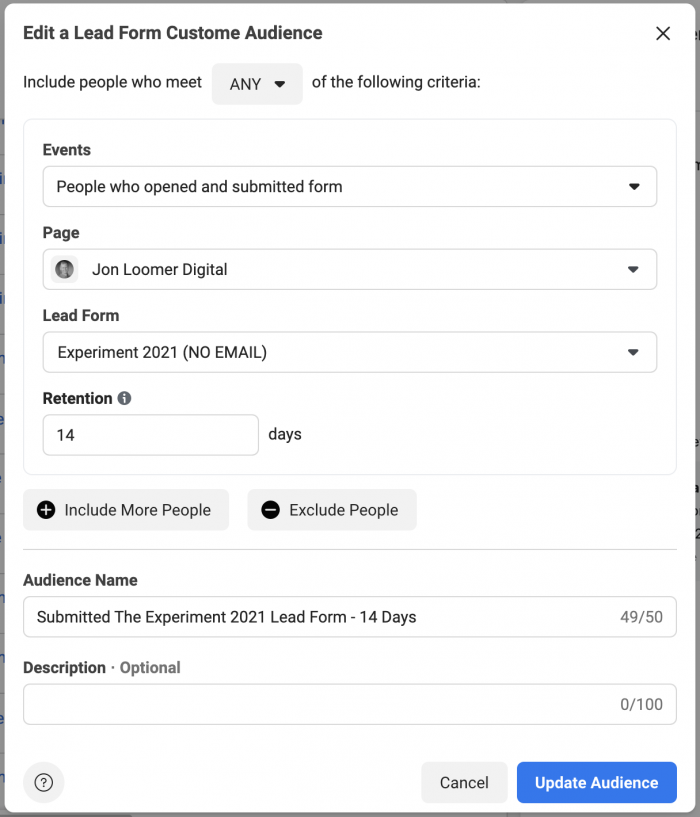 Edit a Lead Form Custome Audience
Include people who meet ANY of the following criteria:
Events
People who opened and submitted form
Page
Jon Loomer Digital
Lead Form
Experiment 2021 (NO EMAIL)
Retention
14 days
Include More People Exclude People
Audience Name
Submitted The Experiment 2021 Lead Form - 14 Days 49/50
Description · Optional
0/100
Cancel Update Audience